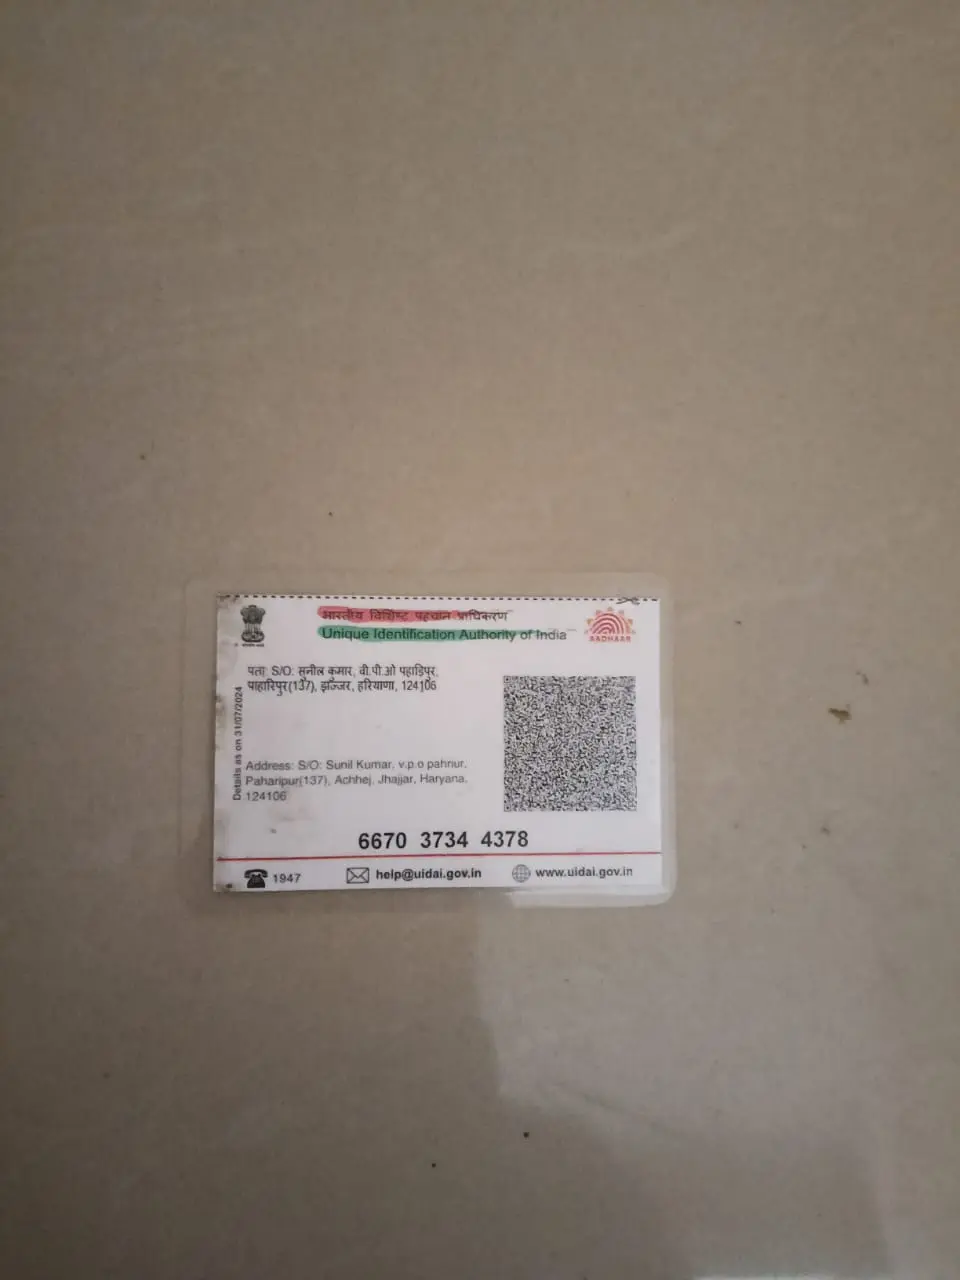 भारतीय विशिष्ट पहचान प्राधिकरण
Unique Identification Authority of India
AADHAAR
पता: S/O: सुनील कुमार, वी.पी.ओ पहाड़िपुर,
पाहारिपुर(137), झज्जर, हरियाणा, 124106
Details as on 31/07/2024
Address: S/O: Sunil Kumar, v.p.o pahripur,
Paharipur(137), Achhej, Jhajjar, Haryana,
124106
6670 3734 4378
1947
help@uidai.gov.in
www.uidai.gov.in